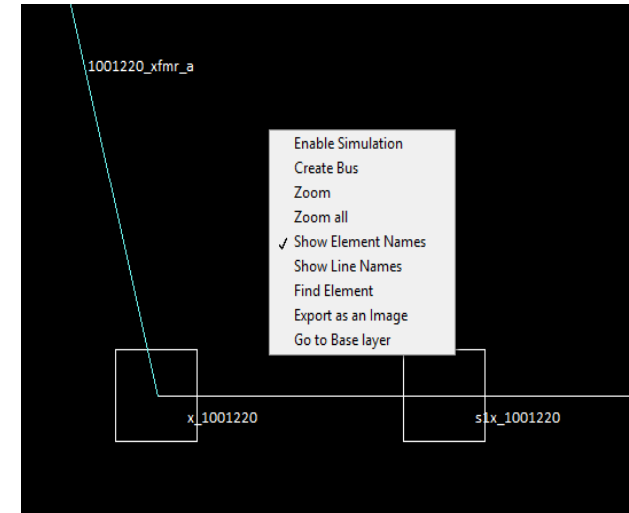 1001220_xfmr_a
Enable Simulation
Create Bus
Zoom
Zoom all
Show Element Names
Show Line Names
Find Element
Export as an Image
Go to Base layer
x_1001220
s1x_1001220